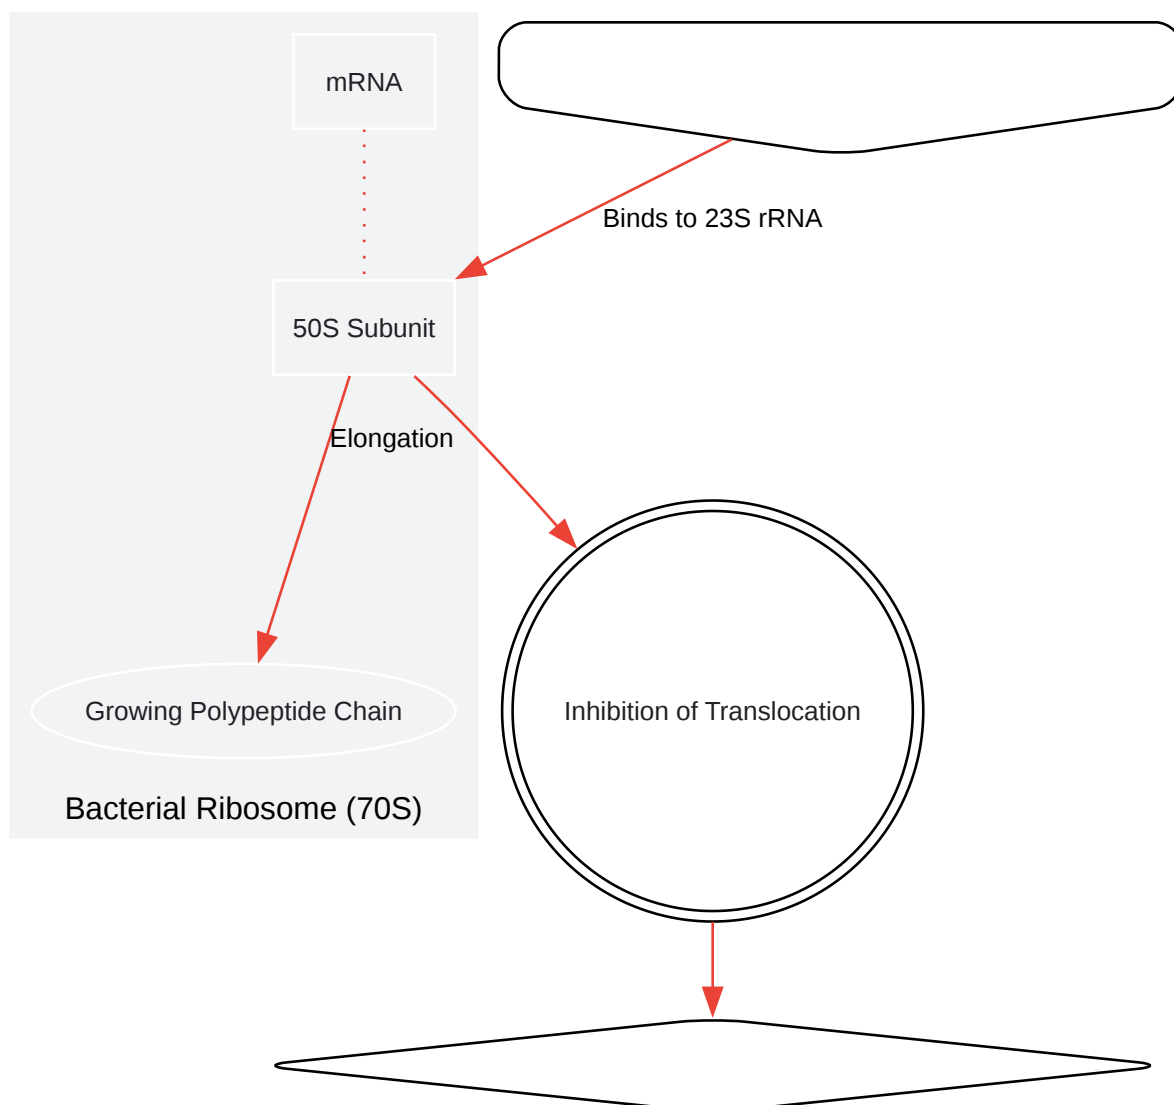 mRNA
Binds to 23S rRNA
50S Subunit
Elongation
Growing Polypeptide Chain
Inhibition of Translocation
Bacterial Ribosome (70S)